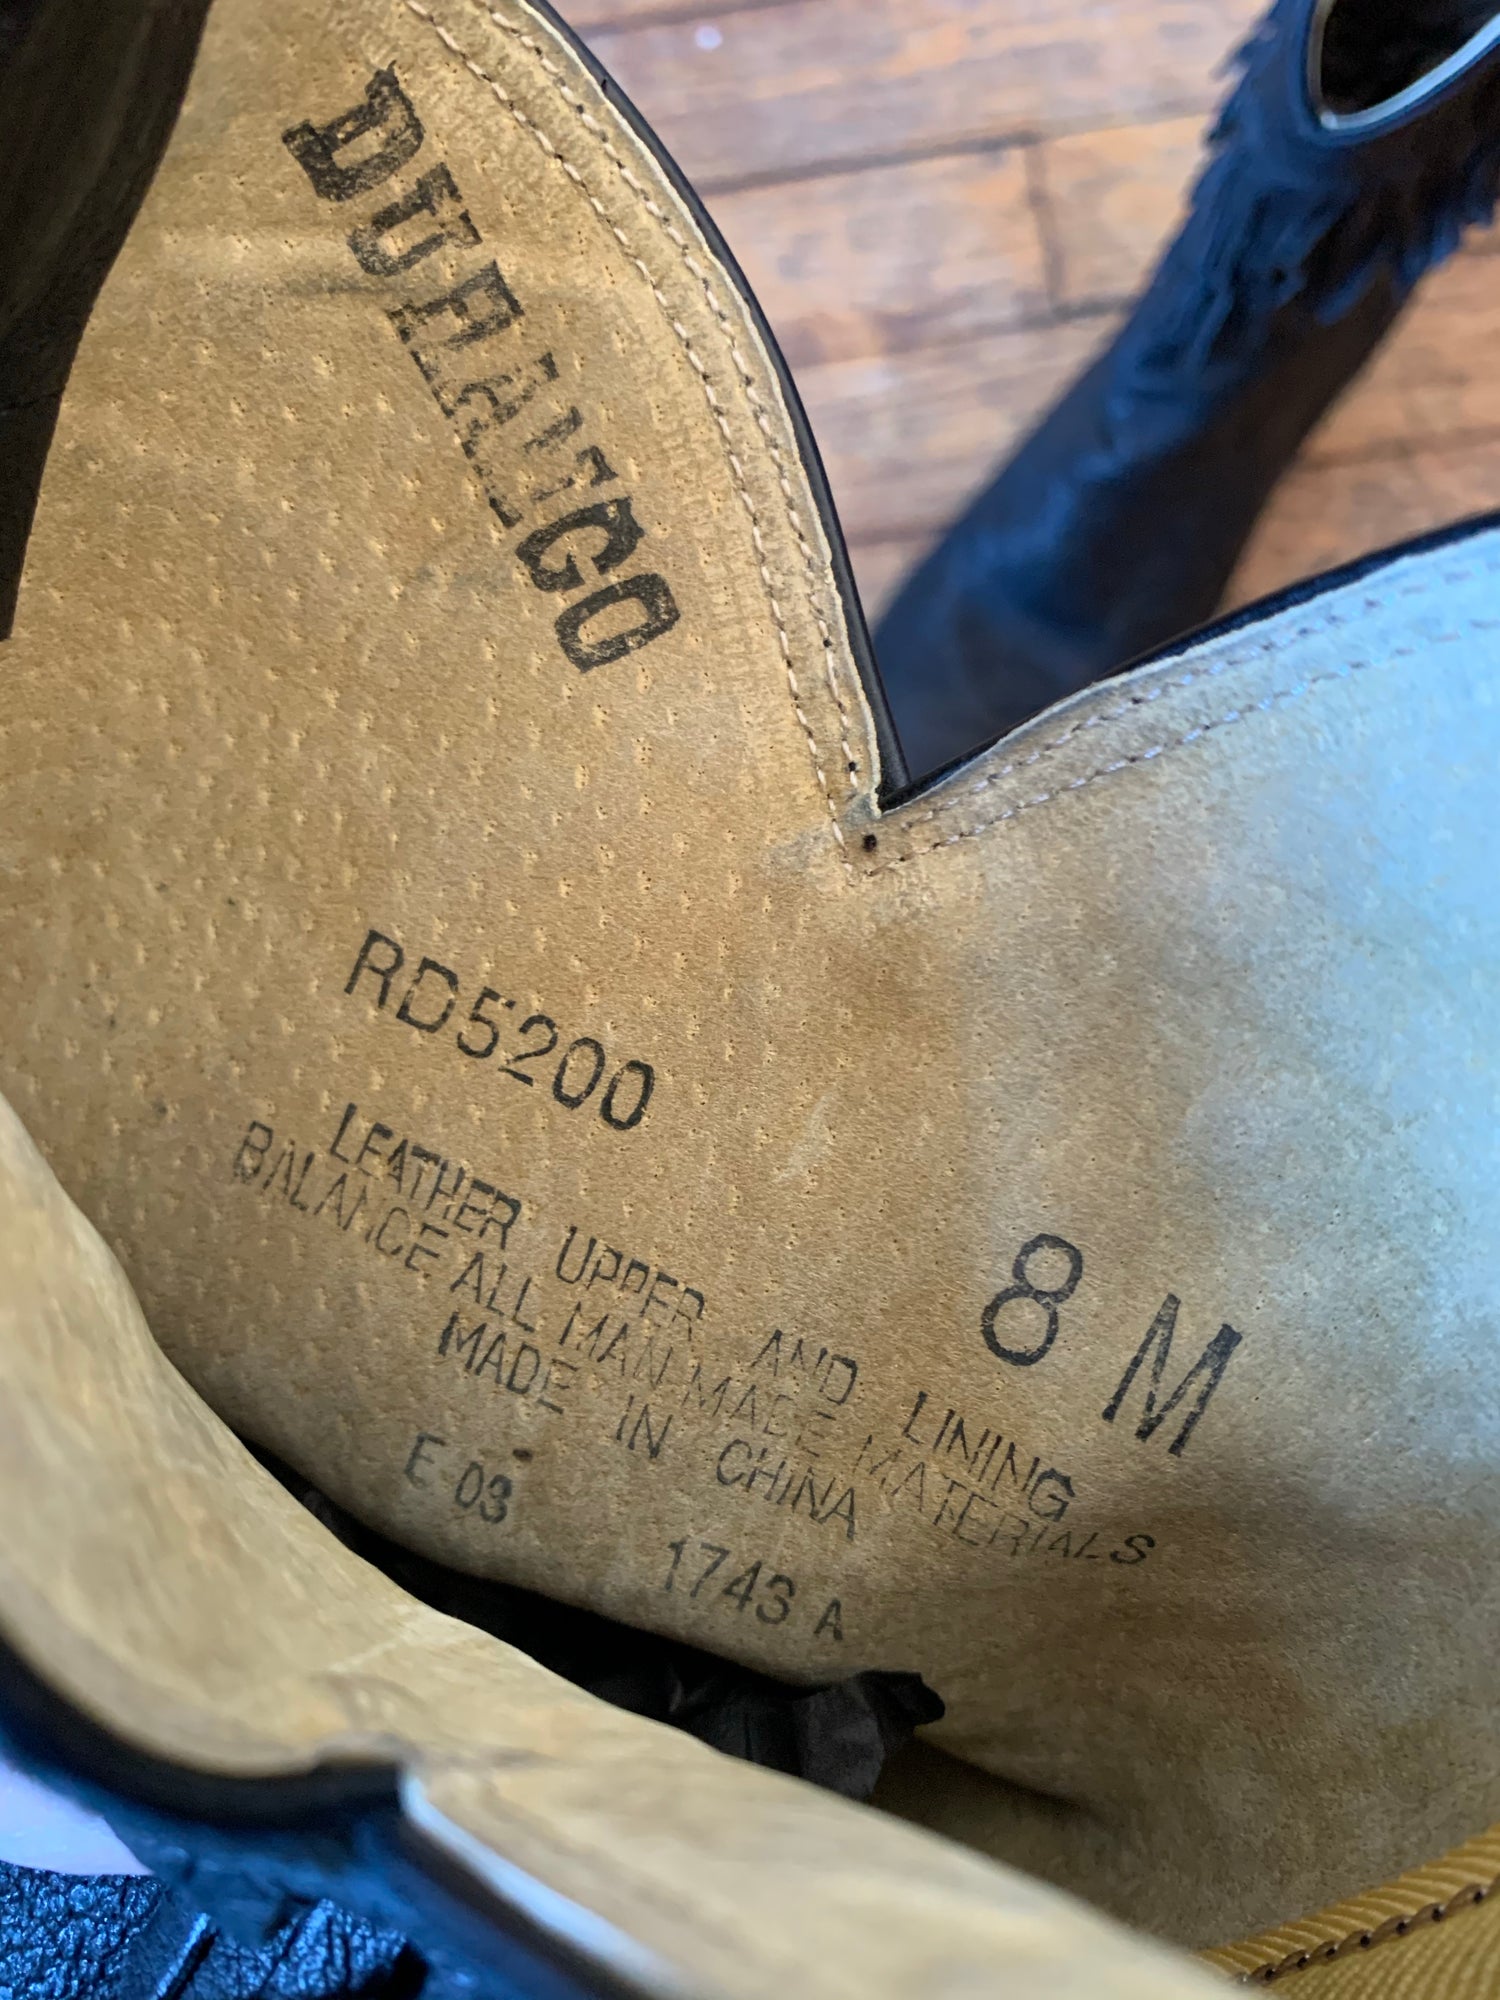 DURANGO
RD5200
8 M
LEATHER UPPER AND LINING
BALANCE ALL MAN-MADE MATERIALS
MADE IN CHINA
E 03
1743 A